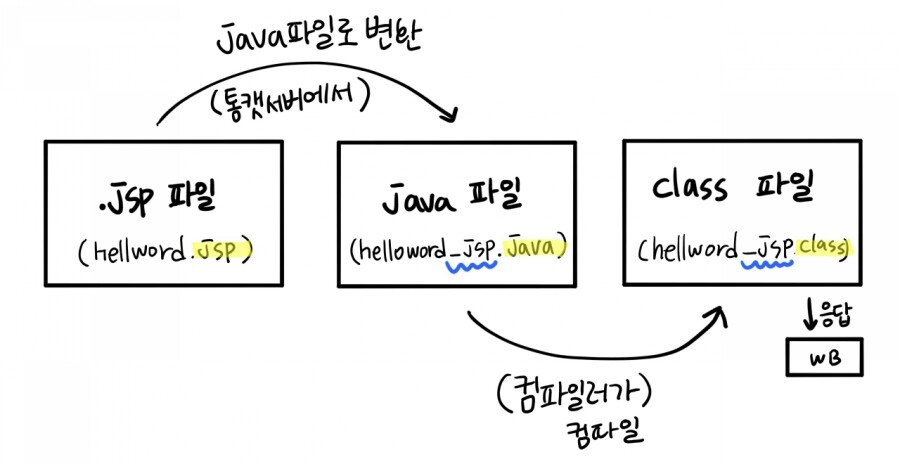 Java파일로 변환
(톰캣서버에서)
.Jsp 파일
(hellword.Jsp)
Java 파일
(helloword_Jsp.Java)
class 파일
(hellword_Jsp.class)
↓응답
WB
(컴파일러가)
컴파일